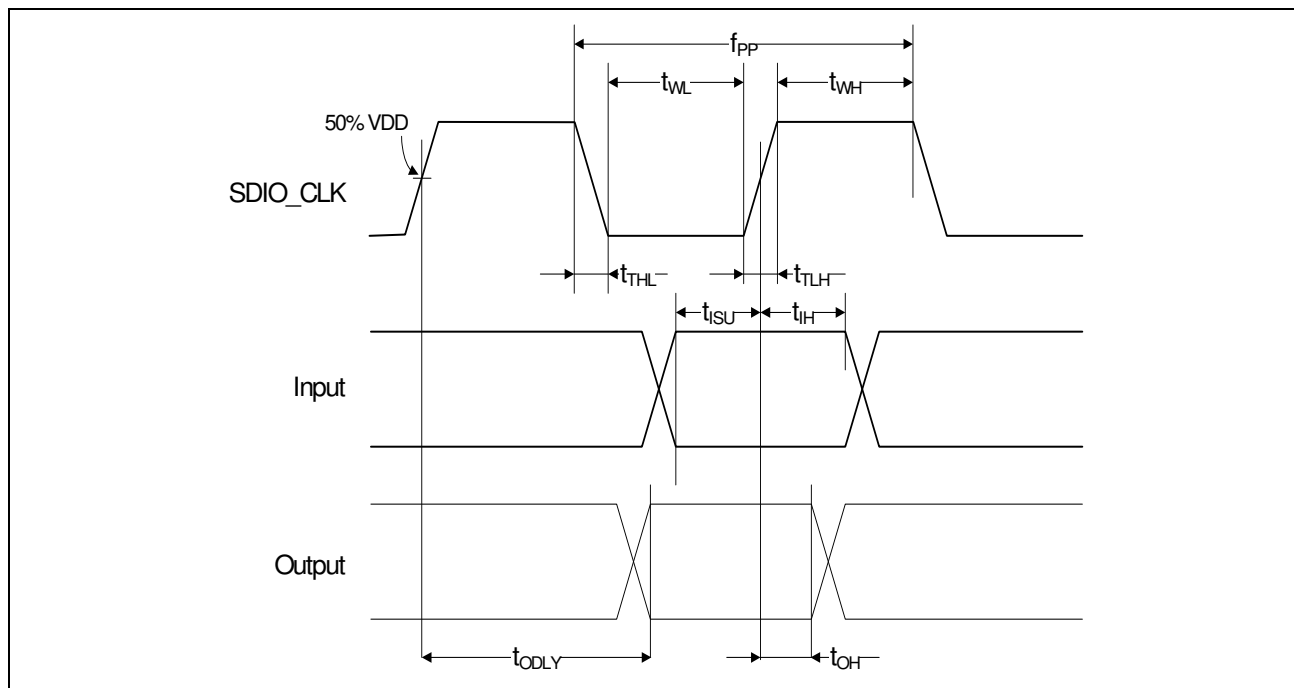 fPP
tWL
tWH
50% VDD
SDIO_CLK
tTHL
tTLH
tISU
tIH
Input
Output
tODLY
tOH